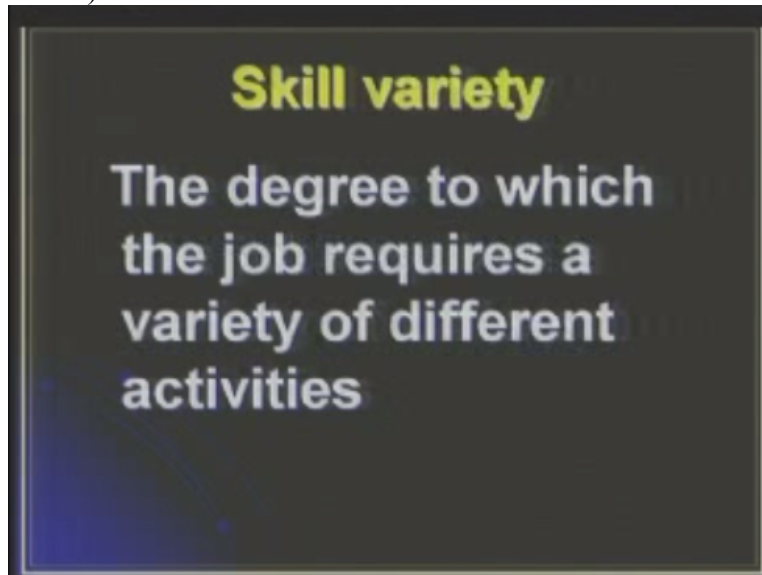 Skill variety
The degree to which
the job requires a
variety of different
activities